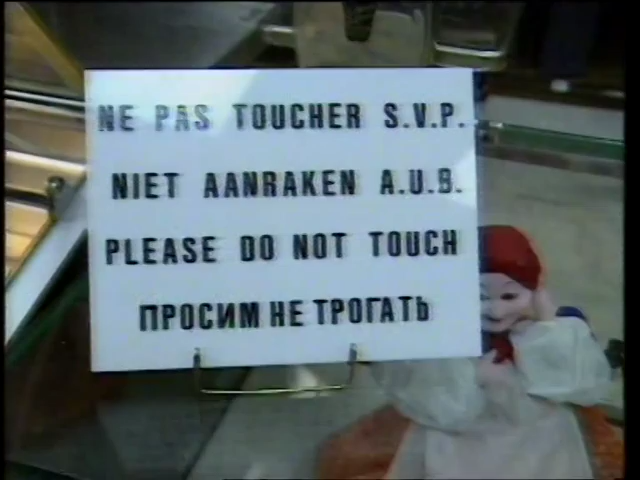 NE PAS TOUCHER S.V.P.
NIET AANRAKEN A.U.B.
PLEASE DO NOT TOUCH
ПРОСИМ НЕ ТРОГАТЬ